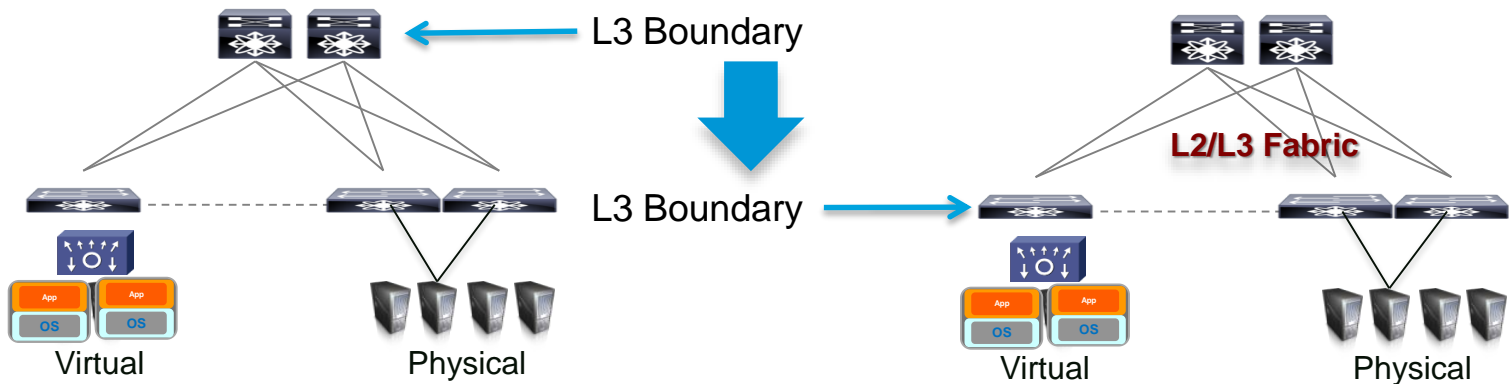 L3 Boundary
L2/L3 Fabric
L3 Boundary
App
App
OS
OS
Virtual
Physical
App
App
OS
OS
Virtual
Physical